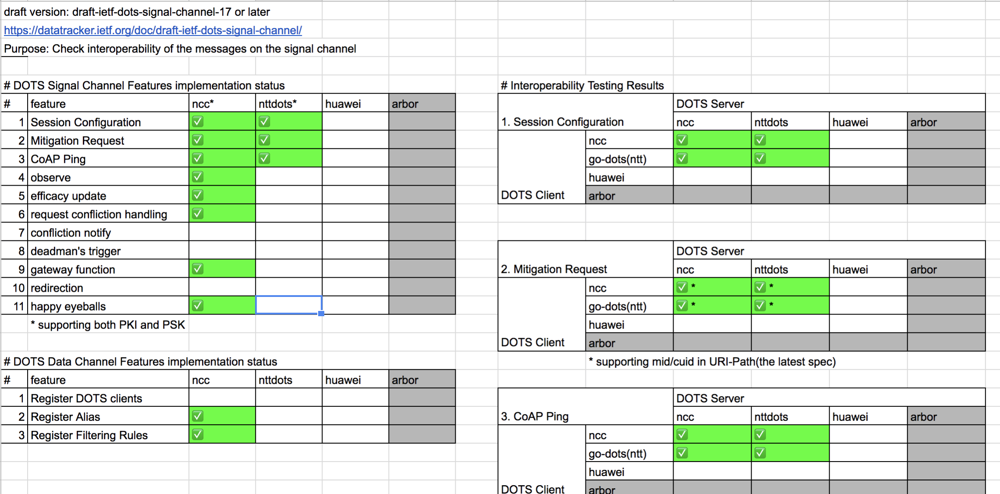 draft version: draft-ietf-dots-signal-channel-17 or later
https://datatracker.ietf.org/doc/draft-ietf-dots-signal-channel/
Purpose: Check interoperability of the messages on the signal channel
# DOTS Signal Channel Features implementation status
# feature ncc* nttdots* huawei arbor
1 Session Configuration ✅ ✅
2 Mitigation Request ✅ ✅
3 CoAP Ping ✅ ✅
4 observe ✅
5 efficacy update ✅
6 request confliction handling ✅
7 confliction notify
8 deadman's trigger
9 gateway function ✅
10 redirection
11 happy eyeballs ✅
* supporting both PKI and PSK
# DOTS Data Channel Features implementation status
# feature ncc nttdots huawei arbor
1 Register DOTS clients
2 Register Alias ✅
3 Register Filtering Rules ✅
# Interoperability Testing Results
DOTS Server
1. Session Configuration ncc nttdots huawei arbor
ncc ✅ ✅
go-dots(ntt) ✅ ✅
huawei
DOTS Client arbor
DOTS Server
2. Mitigation Request ncc nttdots huawei arbor
ncc ✅ * ✅ *
go-dots(ntt) ✅ * ✅ *
huawei
DOTS Client arbor
* supporting mid/cuid in URI-Path(the latest spec)
DOTS Server
3. CoAP Ping ncc nttdots huawei arbor
ncc ✅ ✅
go-dots(ntt) ✅ ✅
huawei
DOTS Client arbor